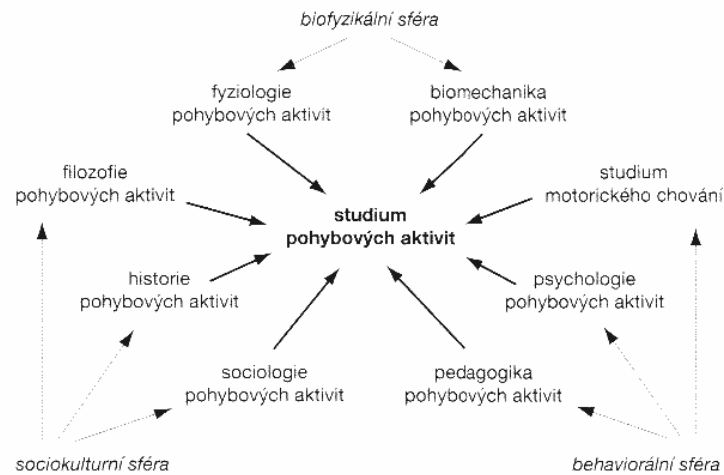 biofyzikální sféra
fyziologie
pohybových aktivit
biomechanika
pohybových aktivit
filozofie
pohybových aktivit
studium
motorického chování
studium
pohybových aktivit
historie
pohybových aktivit
psychologie
pohybových aktivit
sociologie
pohybových aktivit
pedagogika
pohybových aktivit
sociokulturní sféra
behaviorální sféra